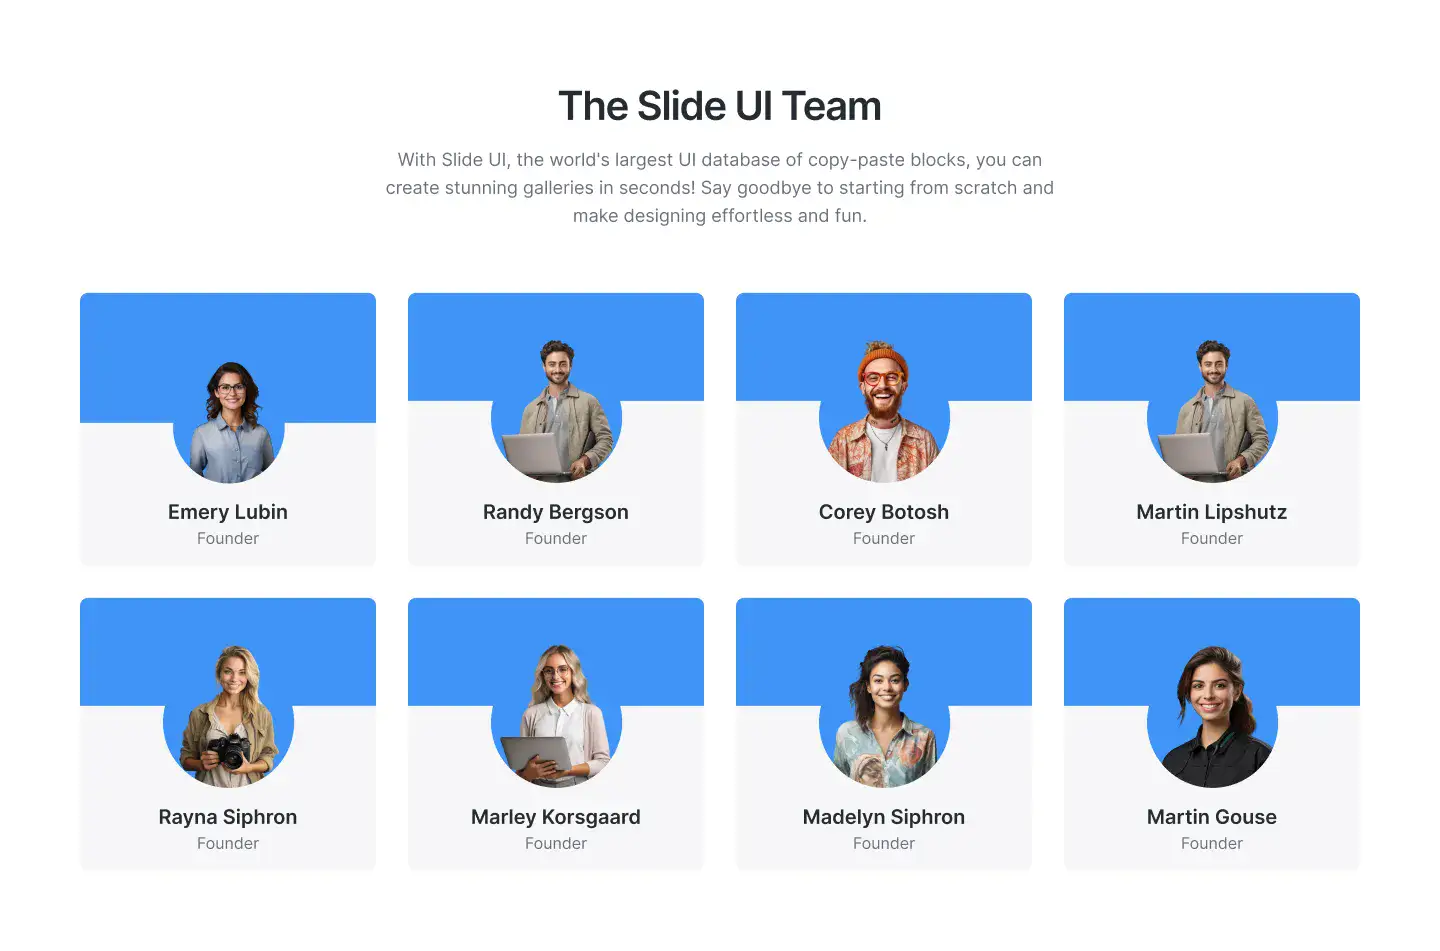 The Slide UI Team
With Slide UI, the world's largest UI database of copy-paste blocks, you can
create stunning galleries in seconds! Say goodbye to starting from scratch and
make designing effortless and fun.
Emery Lubin
Founder
Randy Bergson
Founder
Corey Botosh
Founder
Martin Lipshutz
Founder
Rayna Siphron
Founder
Marley Korsgaard
Founder
Madelyn Siphron
Founder
Martin Gouse
Founder